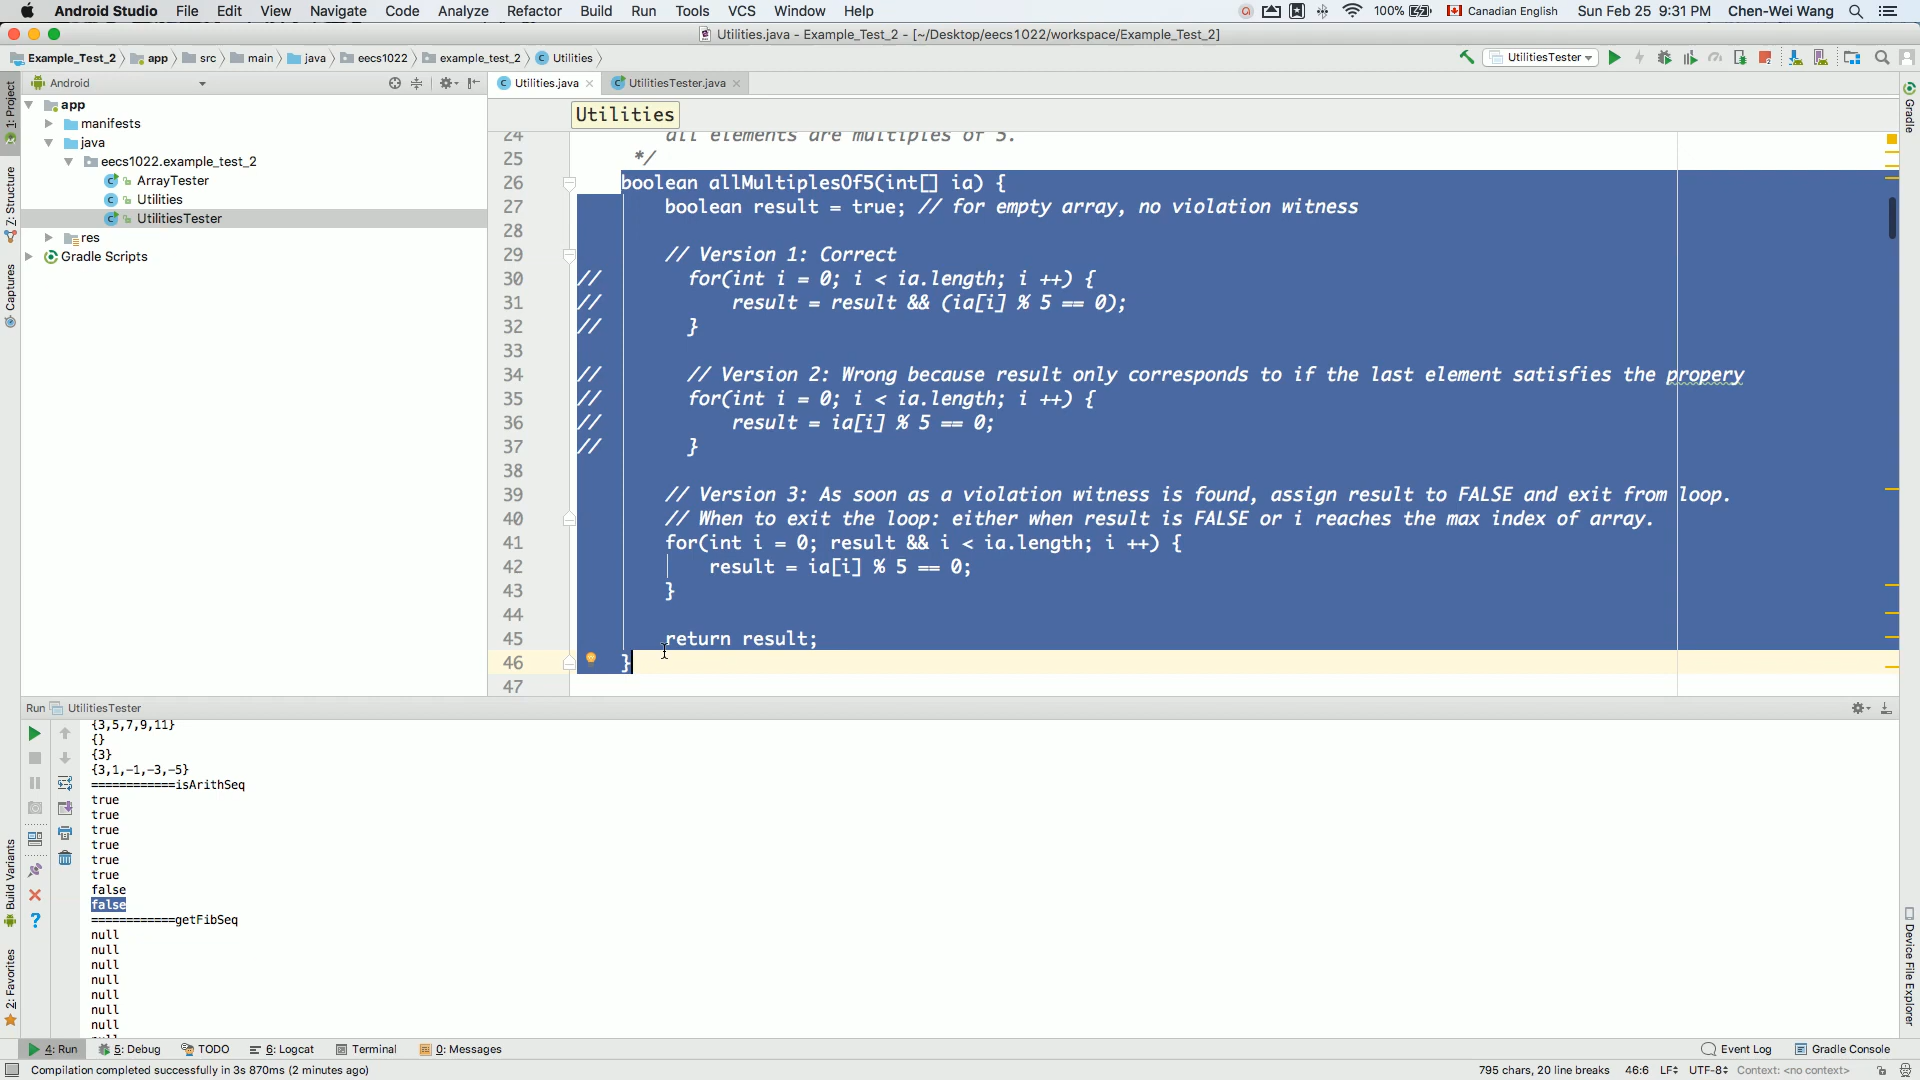 Android Studio File Edit View Navigate Code Analyze Refactor Build Run Tools VCS Window Help 100% Canadian English Sun Feb 25 9:31 PM Chen-Wei Wang
Utilities.java - Example_Test_2 - [~/Desktop/eecs1022/workspace/Example_Test_2]
Example_Test_2 app src main java eecs1022 example_test_2 Utilities UtilitiesTester
Android Utilities.java UtilitiesTester.java
1: Project
Z: Structure
Captures
Build Variants
2: Favorites
Gradle
Device File Explorer
app
manifests
java
eecs1022.example_test_2
ArrayTester
Utilities
UtilitiesTester
res
Gradle Scripts
Utilities
24 all elements are multiples of 5.
25 */
26 boolean allMultiplesOf5(int[] ia) {
27 boolean result = true; // for empty array, no violation witness
28
29 // Version 1: Correct
30 // for(int i = 0; i < ia.length; i ++) {
31 // result = result && (ia[i] % 5 == 0);
32 // }
33
34 // // Version 2: Wrong because result only corresponds to if the last element satisfies the propery
35 // for(int i = 0; i < ia.length; i ++) {
36 // result = ia[i] % 5 == 0;
37 // }
38
39 // Version 3: As soon as a violation witness is found, assign result to FALSE and exit from loop.
40 // When to exit the loop: either when result is FALSE or i reaches the max index of array.
41 for(int i = 0; result && i < ia.length; i ++) {
42 result = ia[i] % 5 == 0;
43 }
44
45 return result;
46 }
47
Run UtilitiesTester
{3,5,7,9,11}
{}
{3}
{3,1,-1,-3,-5}
============isArithSeq
true
true
true
true
true
true
false
false
============getFibSeq
null
null
null
null
null
null
null
4: Run 5: Debug TODO 6: Logcat Terminal 0: Messages Event Log Gradle Console
Compilation completed successfully in 3s 870ms (2 minutes ago) 795 chars, 20 line breaks 46:6 LF UTF-8 Context: <no context>